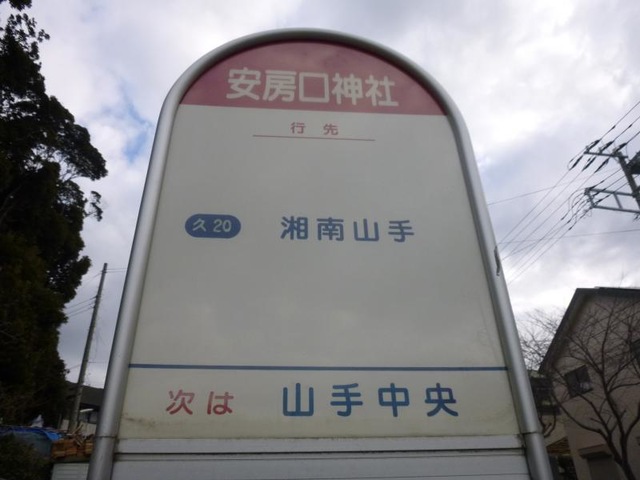 安房口神社
行先
久20 湘南山手
次は 山手中央